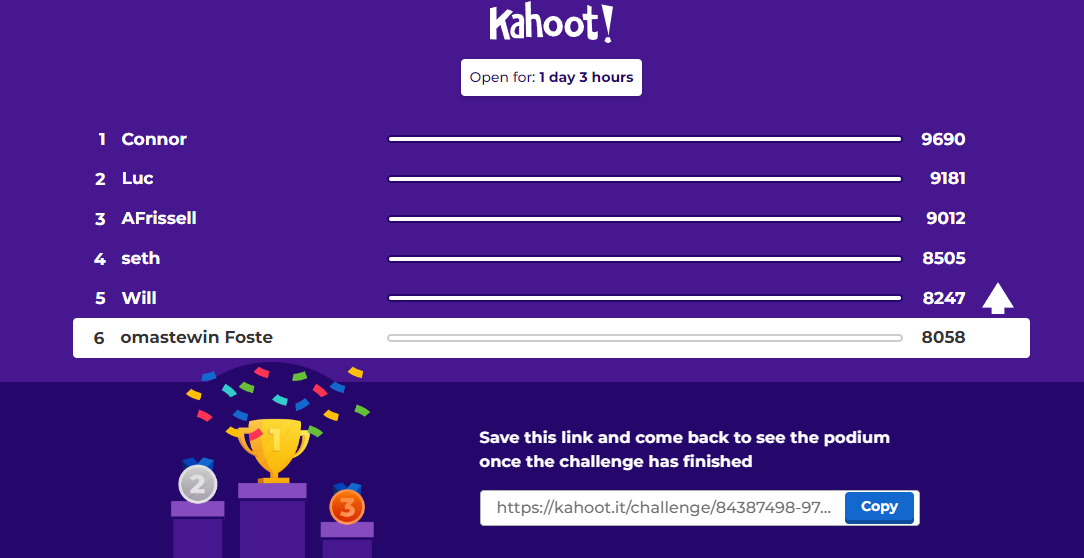 Kahoot!
Open for: 1 day 3 hours
1 Connor 9690
2 Luc 9181
3 AFrissell 9012
4 seth 8505
5 Will 8247
6 omastewin Foste 8058
1
2
3
Save this link and come back to see the podium
once the challenge has finished
https://kahoot.it/challenge/84387498-97... Copy